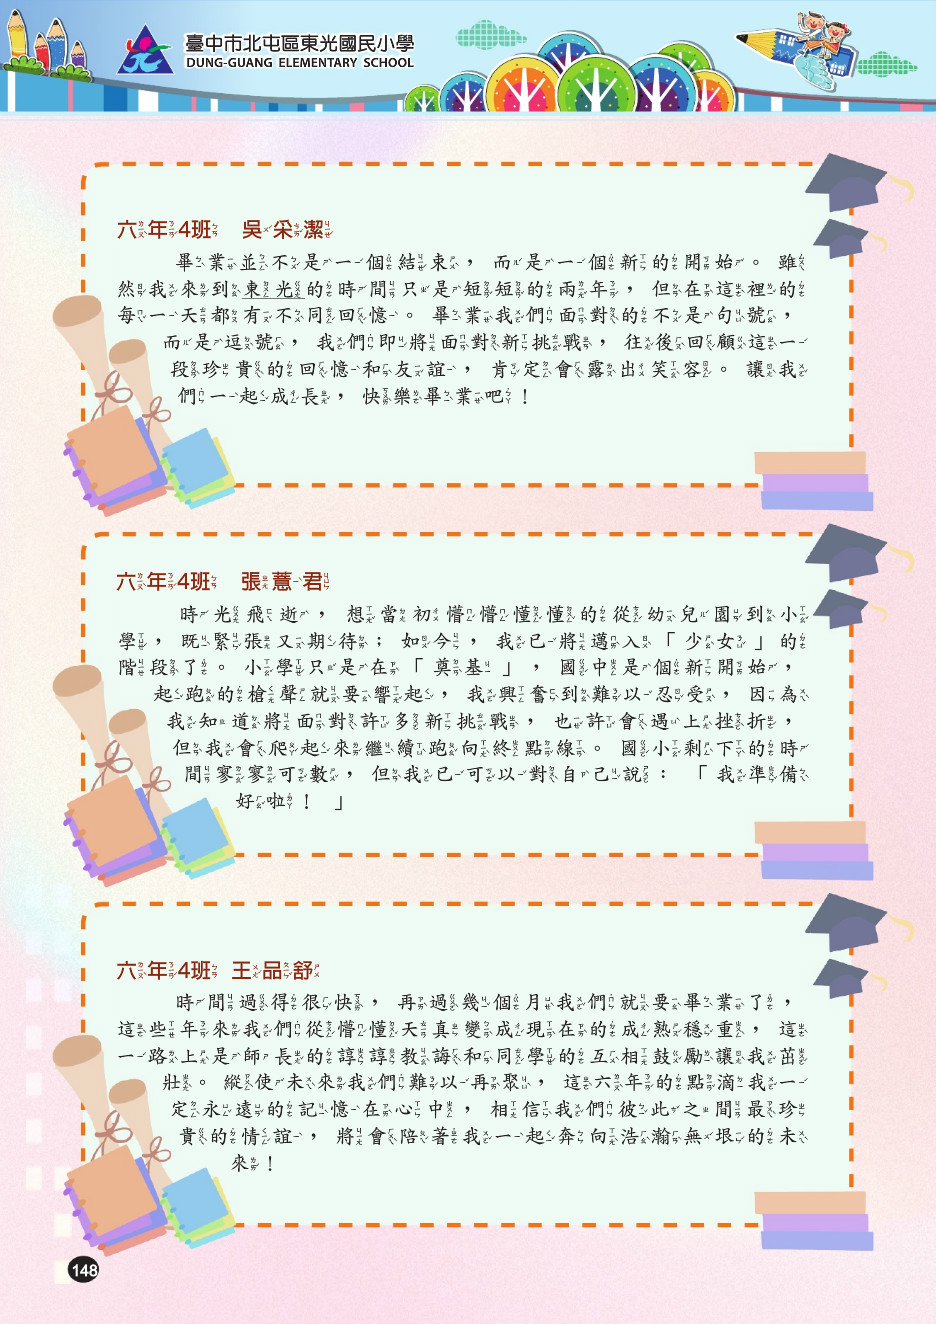 臺中市北屯區東光國民小學
DUNG-GUANG ELEMENTARY SCHOOL
六年4班 吳采潔
畢業並不是一個結束，而是一個新的開始。雖
然我來到東光的時間只是短短的兩年，但在這裡的
每一天都有不同回憶。畢業我們面對的不是句號，
而是逗號，我們即將面對新挑戰，往後回顧這一
段珍貴的回憶和友誼，肯定會露出笑容。讓我
們一起成長，快樂畢業吧！
六年4班 張薏君
時光飛逝，想當初懵懵懂懂的從幼兒園到小
學，既緊張又期待；如今，我已將邁入「少女」的
階段了。小學只是在「奠基」，國中是個新開始，
起跑的槍聲就要響起，我興奮到難以忍受，因為
我知道將面對許多新挑戰，也許會遇上挫折，
但我會爬起來繼續跑向終點線。國小剩下的時
間寥寥可數，但我已可以對自己說：「我準備
好啦！」
六年4班 王品舒
時間過得很快，再過幾個月我們就要畢業了，
這些年來我們從懵懂天真變成現在的成熟穩重，這
一路上是師長的諄諄教誨和同學的互相鼓勵讓我茁
壯。縱使未來我們難以再聚，這六年的點滴我一
定永遠的記憶在心中，相信我們彼此之間最珍
貴的情誼，將會陪著我一起奔向浩瀚無垠的未
來！
148